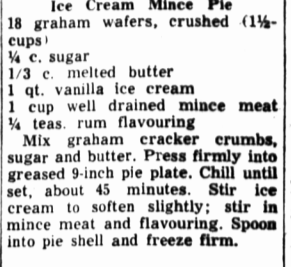 Ice Cream Mince Pie
18 graham wafers, crushed (1½-
cups)
¼ c. sugar
1/3 c. melted butter
1 qt. vanilla ice cream
1 cup well drained mince meat
¼ teas. rum flavouring
Mix graham cracker crumbs,
sugar and butter. Press firmly into
greased 9-inch pie plate. Chill until
set, about 45 minutes. Stir ice
cream to soften slightly; stir in
mince meat and flavouring. Spoon
into pie shell and freeze firm.